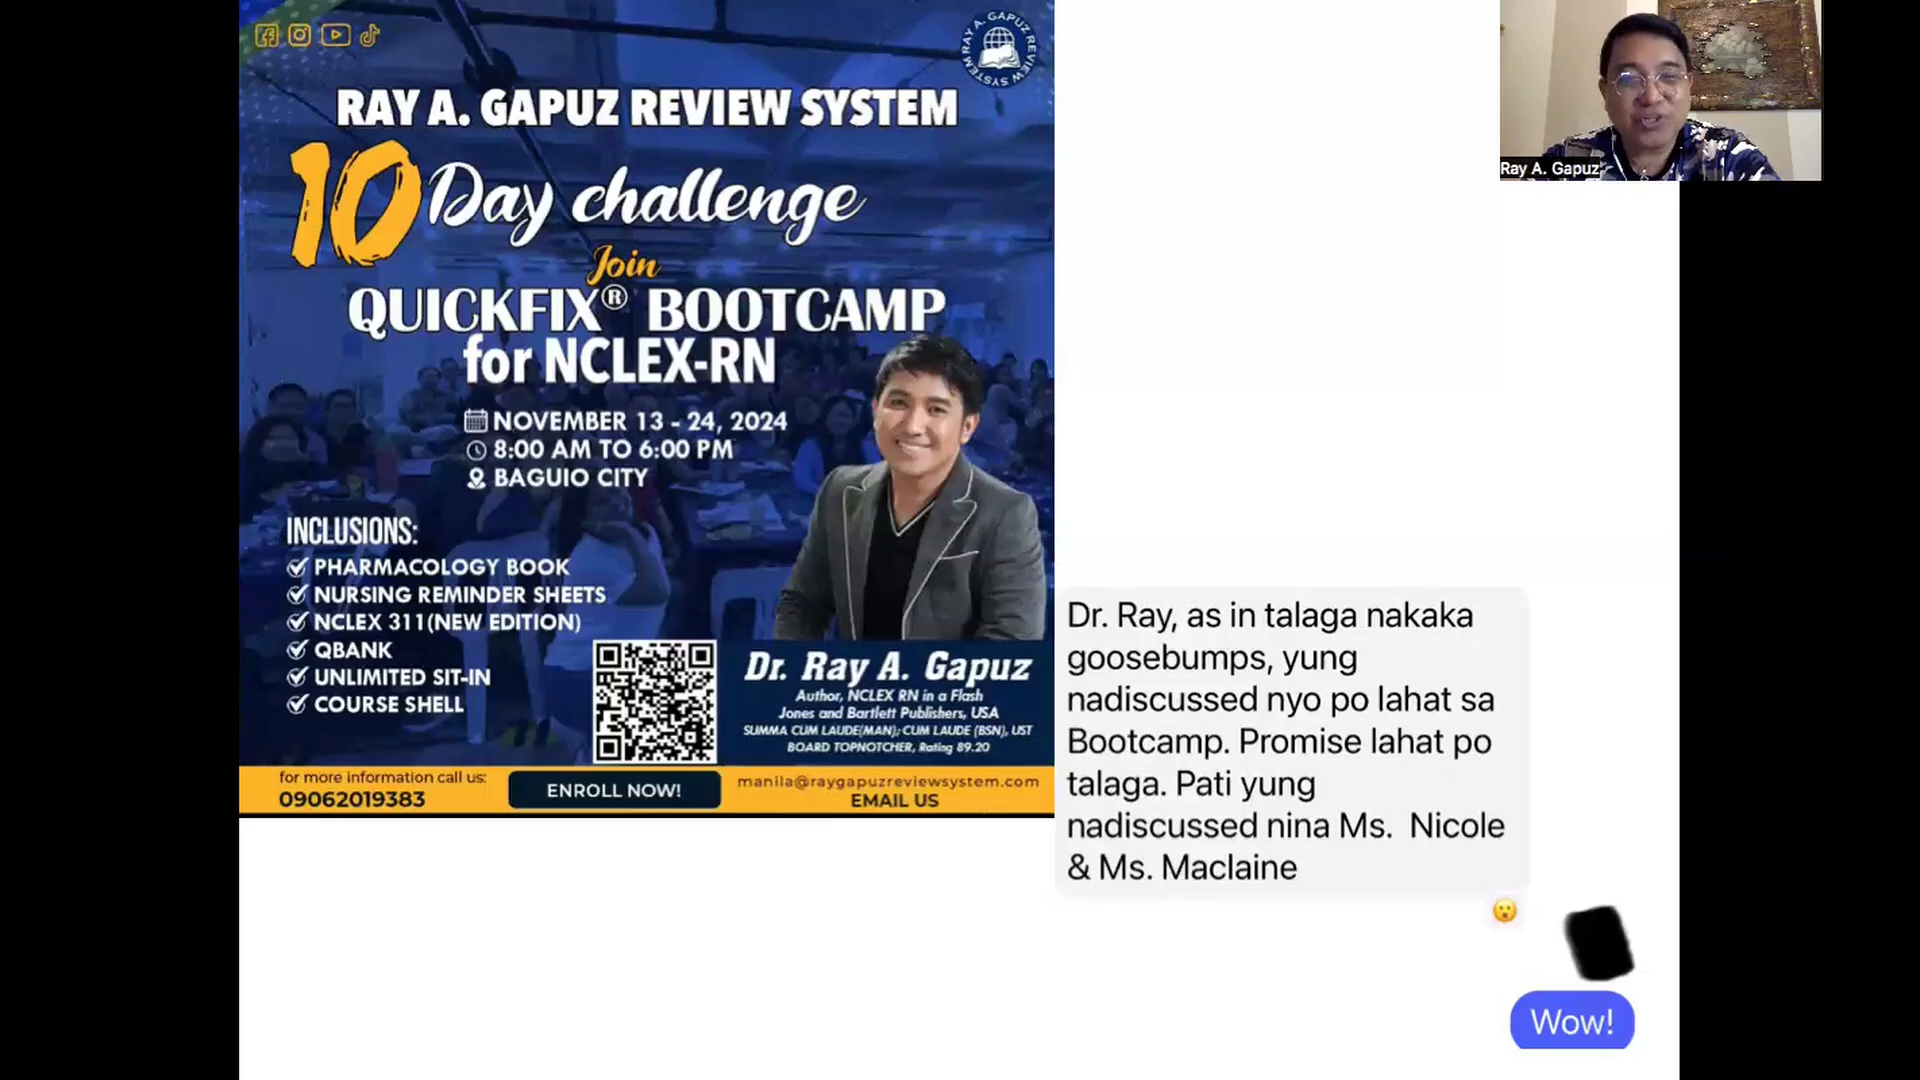 RAY A. GAPUZ REVIEW SYSTEM
RAY A. GAPUZ REVIEW SYSTEM
10 Day challenge
Join
QUICKFIX® BOOTCAMP
for NCLEX-RN
NOVEMBER 13 - 24, 2024
8:00 AM TO 6:00 PM
BAGUIO CITY
INCLUSIONS:
PHARMACOLOGY BOOK
NURSING REMINDER SHEETS
NCLEX 311(NEW EDITION)
QBANK
UNLIMITED SIT-IN
COURSE SHELL
Dr. Ray A. Gapuz
Author, NCLEX RN in a Flash
Jones and Bartlett Publishers, USA
SUMMA CUM LAUDE(MAN); CUM LAUDE (BSN), UST
BOARD TOPNOTCHER, Rating 89.20
for more information call us:
09062019383
ENROLL NOW!
manila@raygapuzreviewsystem.com
EMAIL US
Ray A. Gapuz
Dr. Ray, as in talaga nakaka
goosebumps, yung
nadiscussed nyo po lahat sa
Bootcamp. Promise lahat po
talaga. Pati yung
nadiscussed nina Ms. Nicole
& Ms. Maclaine
Wow!